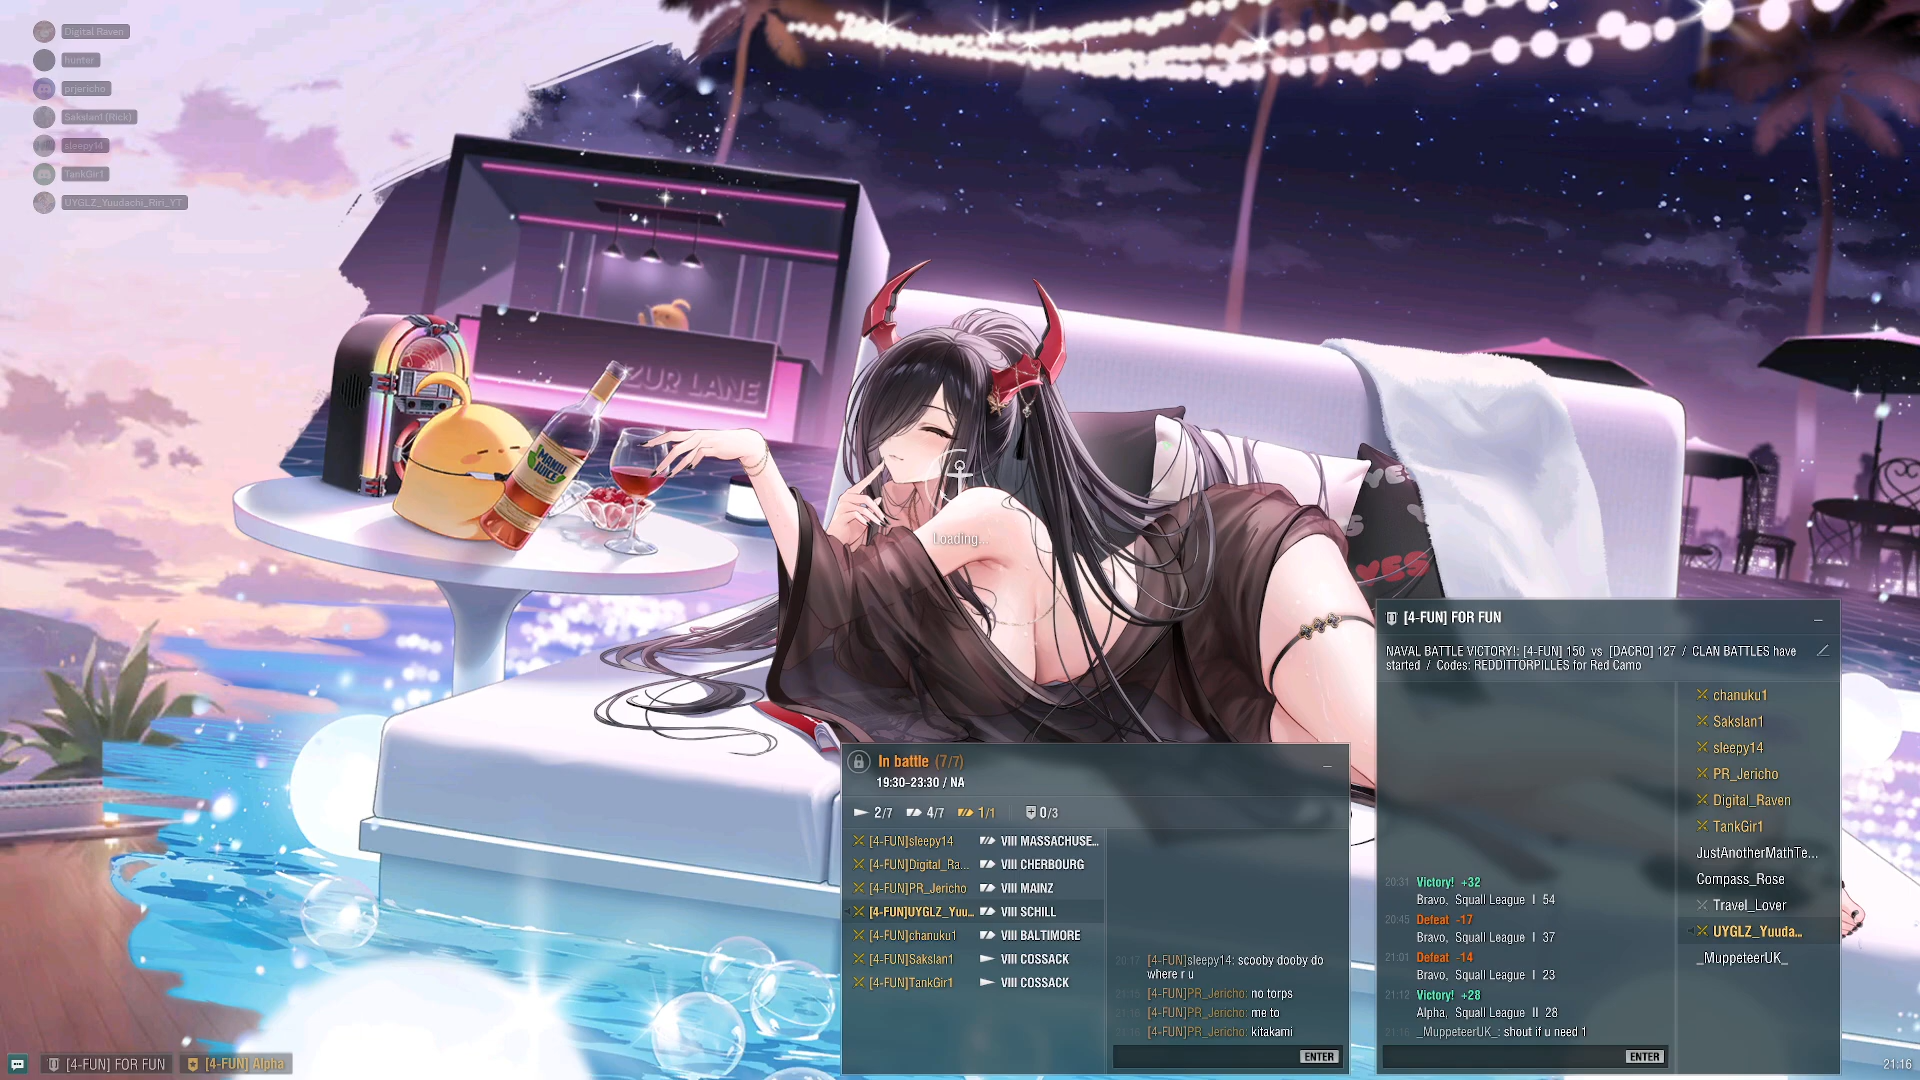 Digital Raven
hunter
prjericho
Sakslan1 (Rick)
sleepy14
TankGir1
UYGLZ_Yuudachi_Riri_YT
ZUR LANE
MANJU
JUICE
YES
YES
Loading...
In battle (7/7)
19:30-23:30 / NA
2/7 4/7 1/1 0/3
[4-FUN]sleepy14 VIII MASSACHUSE...
[4-FUN]Digital_Ra... VIII CHERBOURG
[4-FUN]PR_Jericho VIII MAINZ
[4-FUN]UYGLZ_Yuu... VIII SCHILL
[4-FUN]chanuku1 VIII BALTIMORE
[4-FUN]Sakslan1 VIII COSSACK
[4-FUN]TankGir1 VIII COSSACK
20:17 [4-FUN]sleepy14: scooby dooby do
where r u
[4-FUN]PR_Jericho: no torps
[4-FUN]PR_Jericho: me to
[4-FUN]PR_Jericho: kitakami
ENTER
[4-FUN] FOR FUN
NAVAL BATTLE VICTORY!: [4-FUN] 150 vs [DACRO] 127 / CLAN BATTLES have
started / Codes: REDDITTORPILLES for Red Camo
chanuku1
Sakslan1
sleepy14
PR_Jericho
Digital_Raven
TankGir1
JustAnotherMathTe...
Compass_Rose
Travel_Lover
UYGLZ_Yuuda...
_MuppeteerUK_
20:31 Victory! +32
Bravo, Squall League I 54
20:45 Defeat -17
Bravo, Squall League I 37
21:01 Defeat -14
Bravo, Squall League I 23
21:12 Victory! +28
Alpha, Squall League II 28
21:16 _MuppeteerUK_: shout if u need 1
ENTER
[4-FUN] FOR FUN
[4-FUN] Alpha
21:16